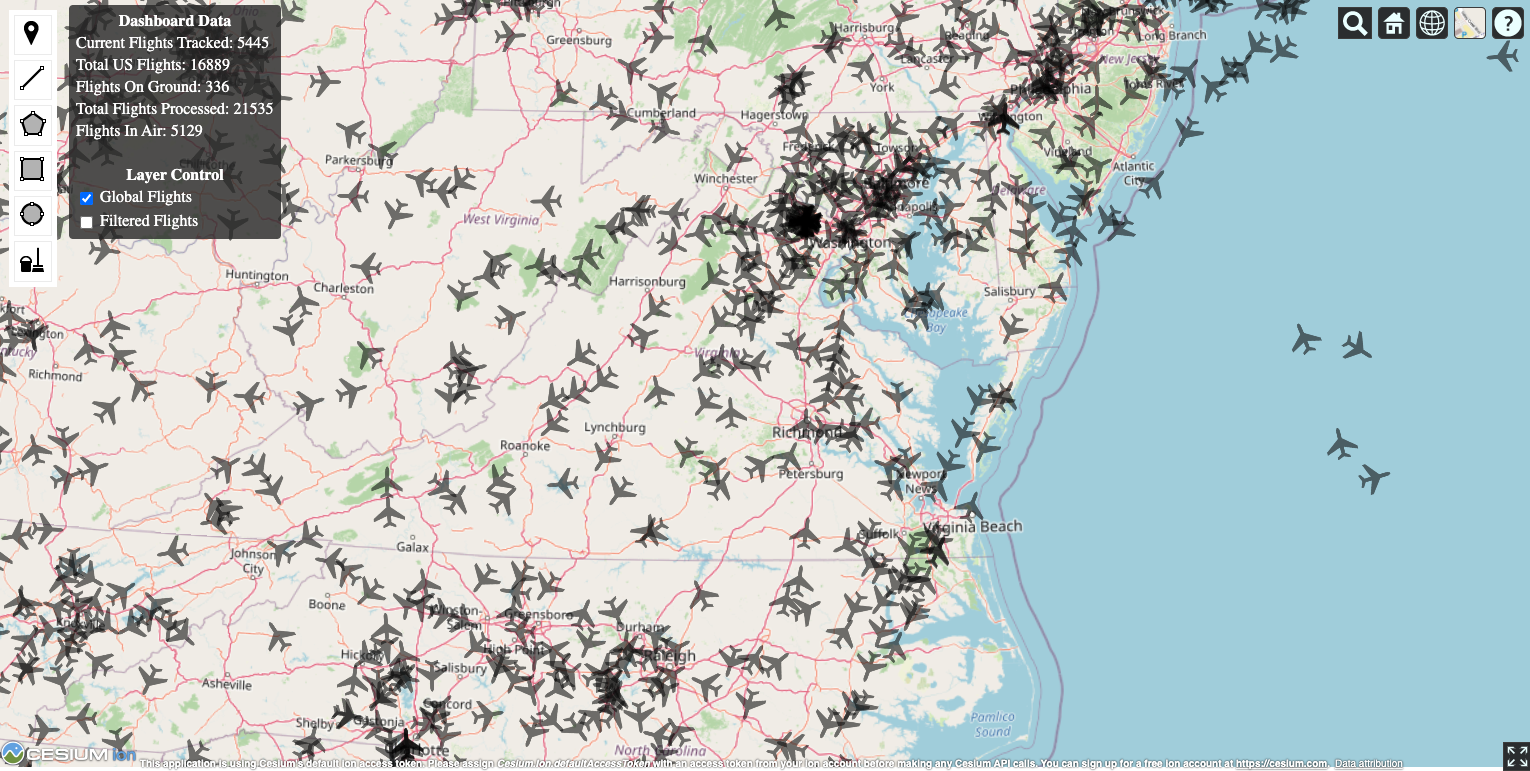 Dashboard Data
Current Flights Tracked: 5445
Total US Flights: 16889
Flights On Ground: 336
Total Flights Processed: 21535
Flights In Air: 5129
Layer Control
Global Flights
Filtered Flights
?
Greensburg
Harrisburg
Reading
Lancaster
York
Long Branch
New Jersey
Toms River
Philadelphia
Cumberland
Hagerstown
Towson
Vineland
Atlantic
City
Parkersburg
Winchester
Delaware
West Virginia
Washington
Huntington
Charleston
Harrisonburg
Salisbury
Chesapeake
Bay
Richmond
Virginia
Lynchburg
Roanoke
Richmond
Petersburg
Newport
News
Virginia Beach
Suffolk
Galax
Johnson
City
Boone
Winston-
Salem
Greensboro
Durham
Knoxville
High Point
Raleigh
Hickory
Salisbury
Asheville
Concord
Shelby
Gastonia
Pamlico
Sound
North Carolina
CESIUM ion
This application is using Cesium's default ion access token. Please assign Cesium.Ion.defaultAccessToken with an access token from your ion account before making any Cesium API calls. You can sign up for a free ion account at https://cesium.com. Data attribution